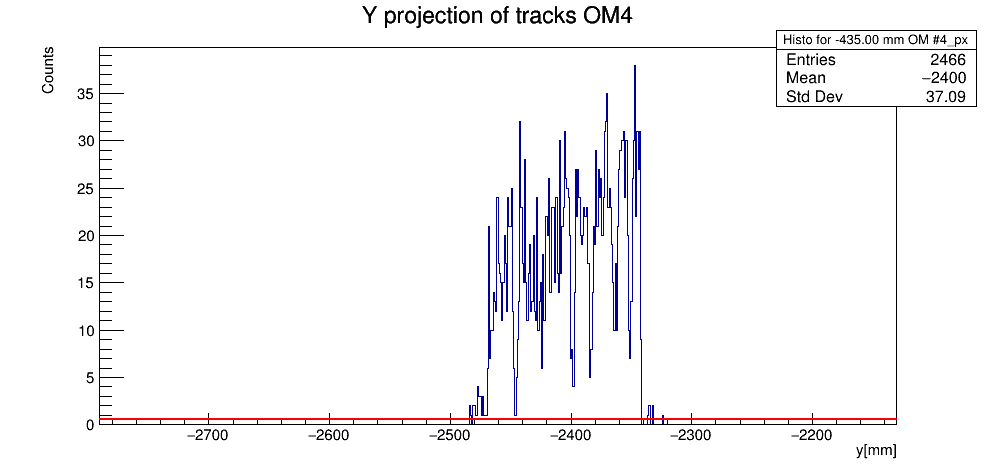 Y projection of tracks OM4
Histo for -435.00 mm OM #4_px
Entries 2466
Mean −2400
Std Dev 37.09
Counts
35
30
25
20
15
10
5
0
−2700 −2600 −2500 −2400 −2300 −2200
y[mm]